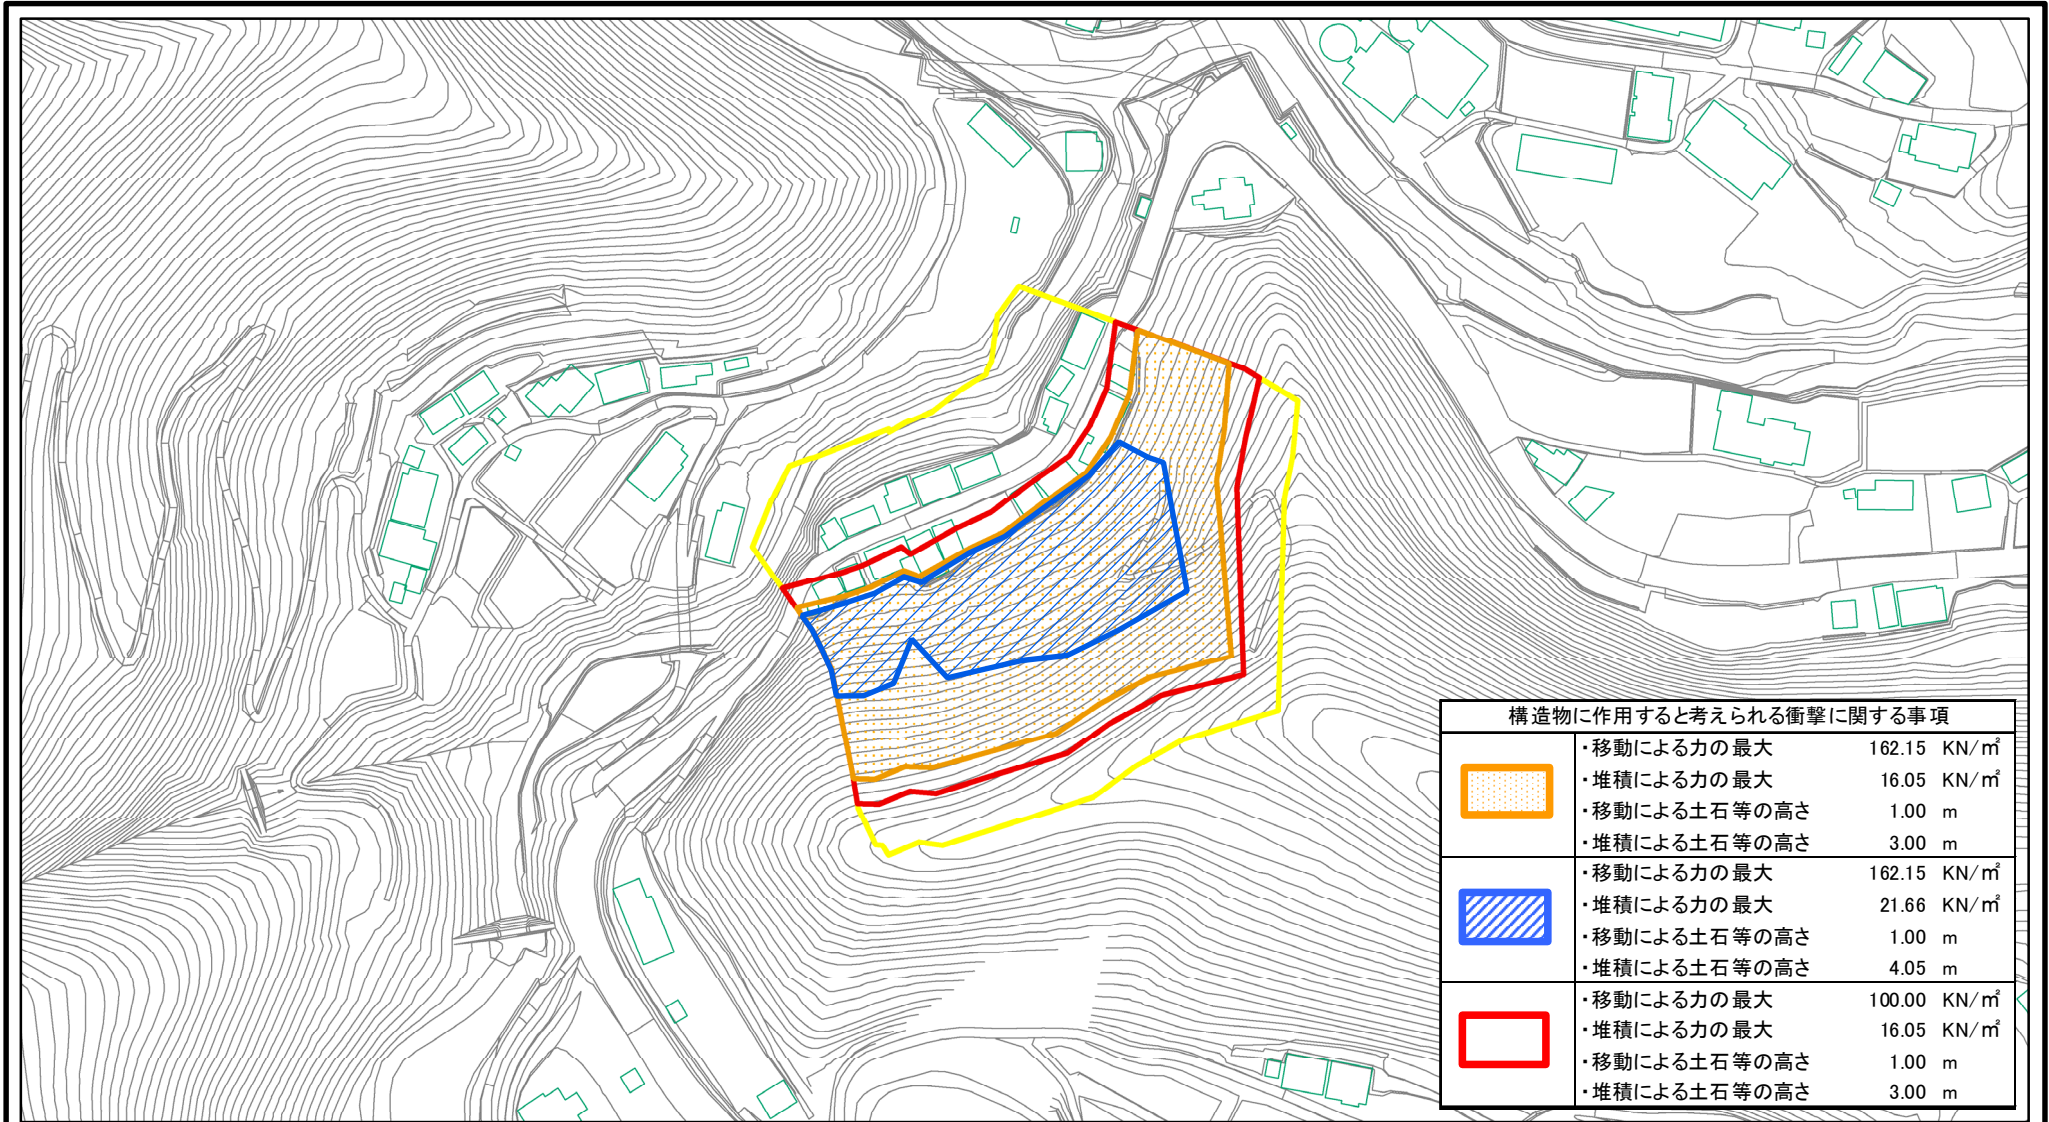 構造物に作用すると考えられる衝撃に関する事項
・移動による力の最大 162.15 KN/㎡
・堆積による力の最大 16.05 KN/㎡
・移動による土石等の高さ 1.00 m
・堆積による土石等の高さ 3.00 m
・移動による力の最大 162.15 KN/㎡
・堆積による力の最大 21.66 KN/㎡
・移動による土石等の高さ 1.00 m
・堆積による土石等の高さ 4.05 m
・移動による力の最大 100.00 KN/㎡
・堆積による力の最大 16.05 KN/㎡
・移動による土石等の高さ 1.00 m
・堆積による土石等の高さ 3.00 m